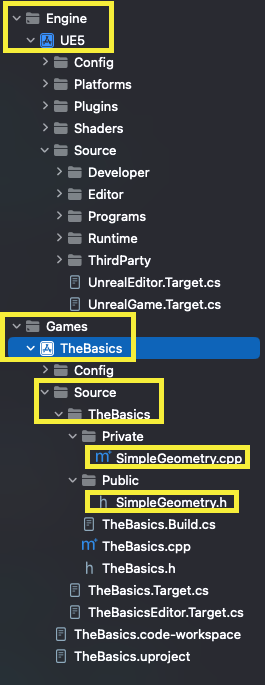 Engine
UE5
Config
Platforms
Plugins
Shaders
Source
Developer
Editor
Programs
Runtime
ThirdParty
UnrealEditor.Target.cs
UnrealGame.Target.cs
Games
TheBasics
Config
Source
TheBasics
Private
SimpleGeometry.cpp
Public
h SimpleGeometry.h
TheBasics.Build.cs
TheBasics.cpp
h TheBasics.h
TheBasics.Target.cs
TheBasicsEditor.Target.cs
TheBasics.code-workspace
TheBasics.uproject